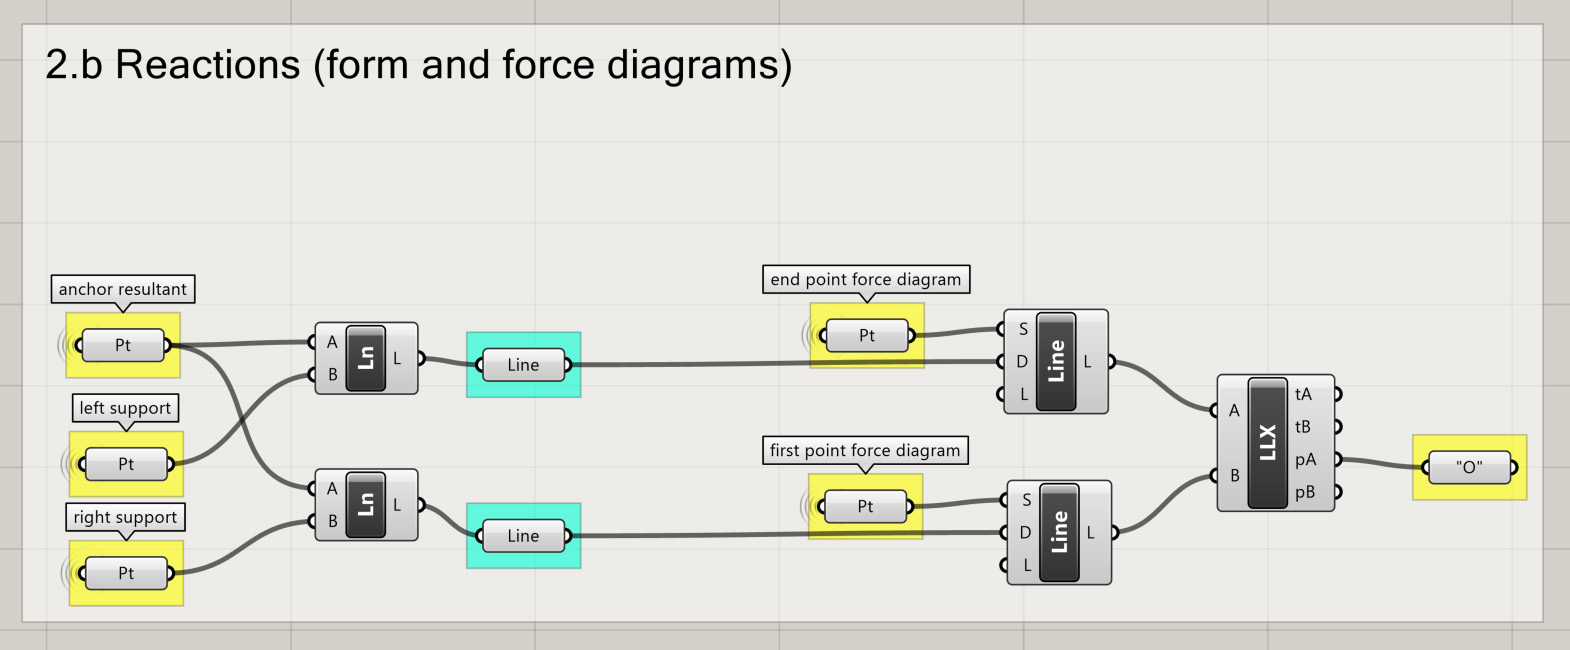 2.b Reactions (form and force diagrams)
anchor resultant
Pt
left support
Pt
right support
Pt
A
B
Ln
L
A
B
Ln
L
Line
Line
end point force diagram
Pt
first point force diagram
Pt
S
D
L
Line
L
S
D
L
Line
L
A
B
LLX
tA
tB
pA
pB
"O"